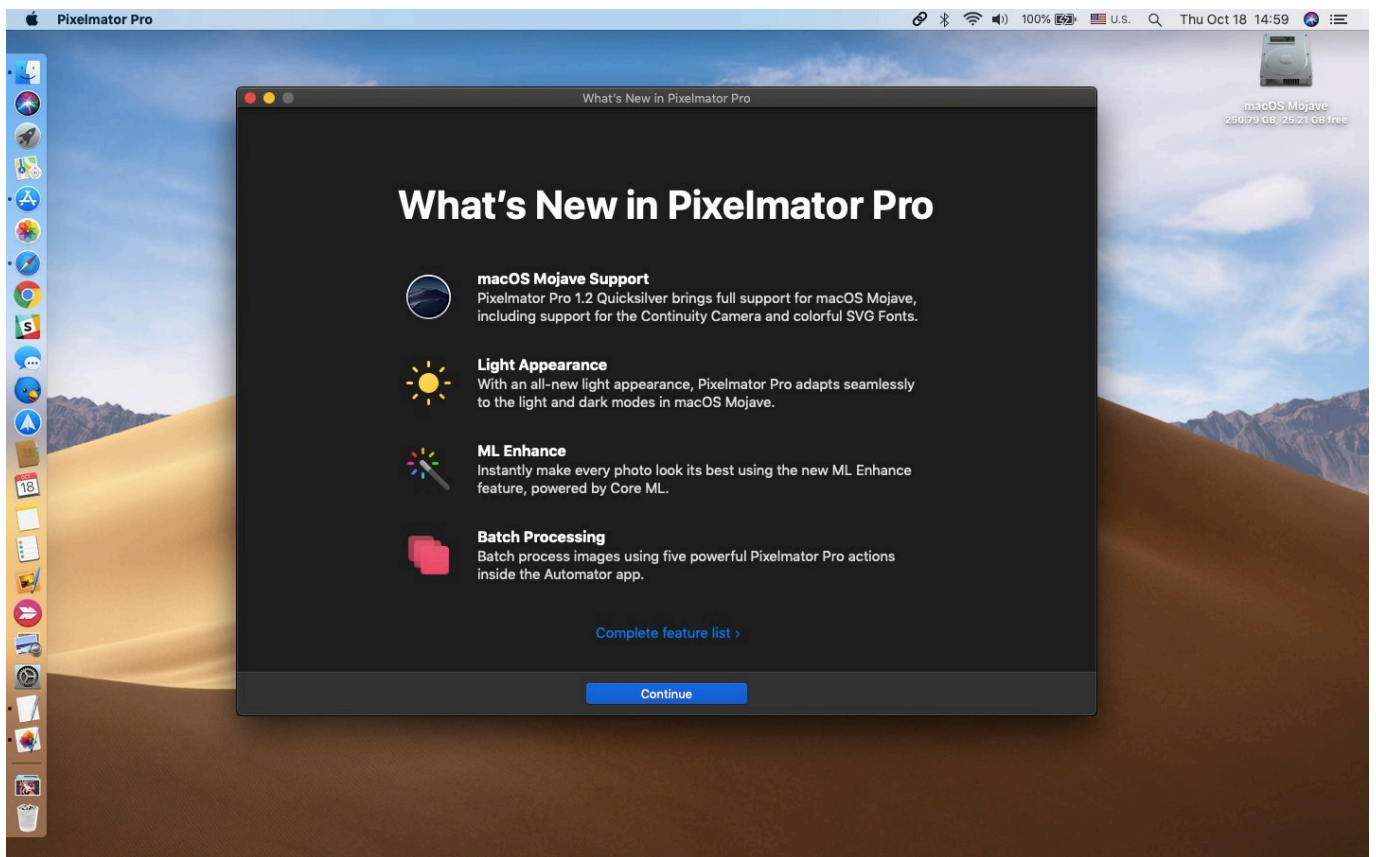 Pixelmator Pro
100%
U.S.
Thu Oct 18 14:59
macOS Mojave
250.79 GB, 25.21 GB free
What's New in Pixelmator Pro
What's New in Pixelmator Pro
macOS Mojave Support
Pixelmator Pro 1.2 Quicksilver brings full support for macOS Mojave,
including support for the Continuity Camera and colorful SVG Fonts.
Light Appearance
With an all-new light appearance, Pixelmator Pro adapts seamlessly
to the light and dark modes in macOS Mojave.
ML Enhance
Instantly make every photo look its best using the new ML Enhance
feature, powered by Core ML.
Batch Processing
Batch process images using five powerful Pixelmator Pro actions
inside the Automator app.
Complete feature list ›
Continue
S
18